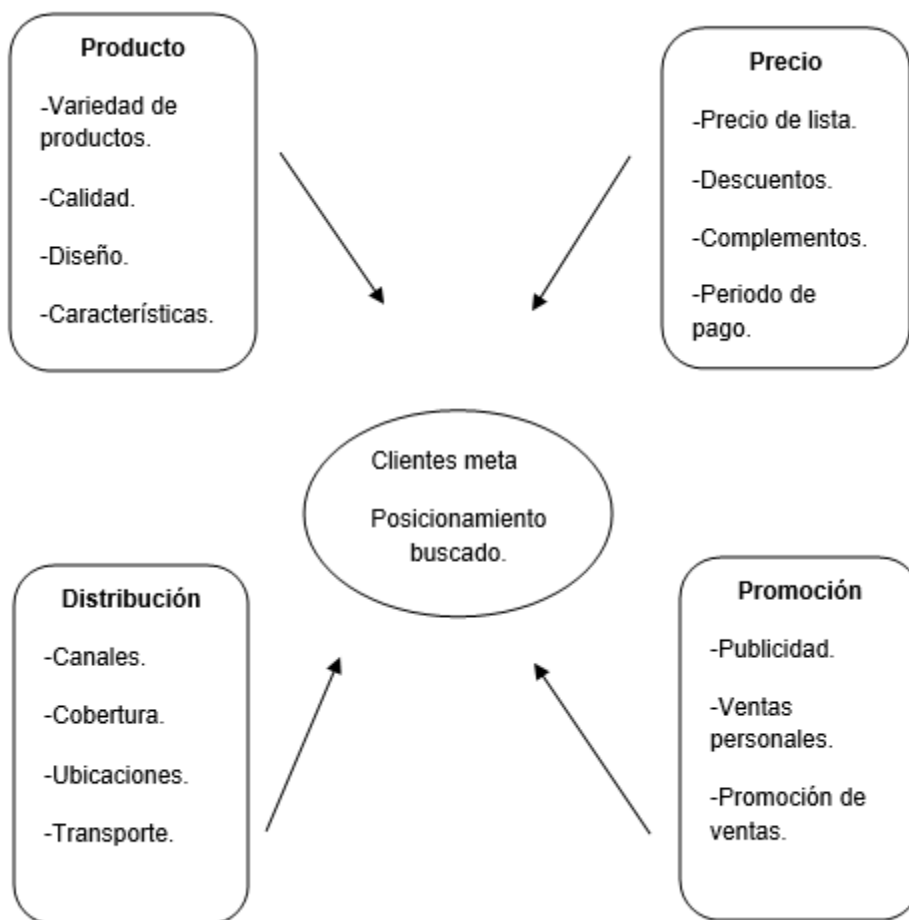 Producto
-Variedad de
productos.
-Calidad.
-Diseño.
-Características.
Precio
-Precio de lista.
-Descuentos.
-Complementos.
-Periodo de
pago.
Clientes meta
Posicionamiento
buscado.
Distribución
-Canales.
-Cobertura.
-Ubicaciones.
-Transporte.
Promoción
-Publicidad.
-Ventas
personales.
-Promoción de
ventas.